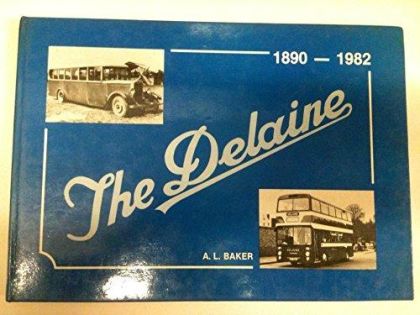 1890 — 1982
The Delaine
A. L. BAKER